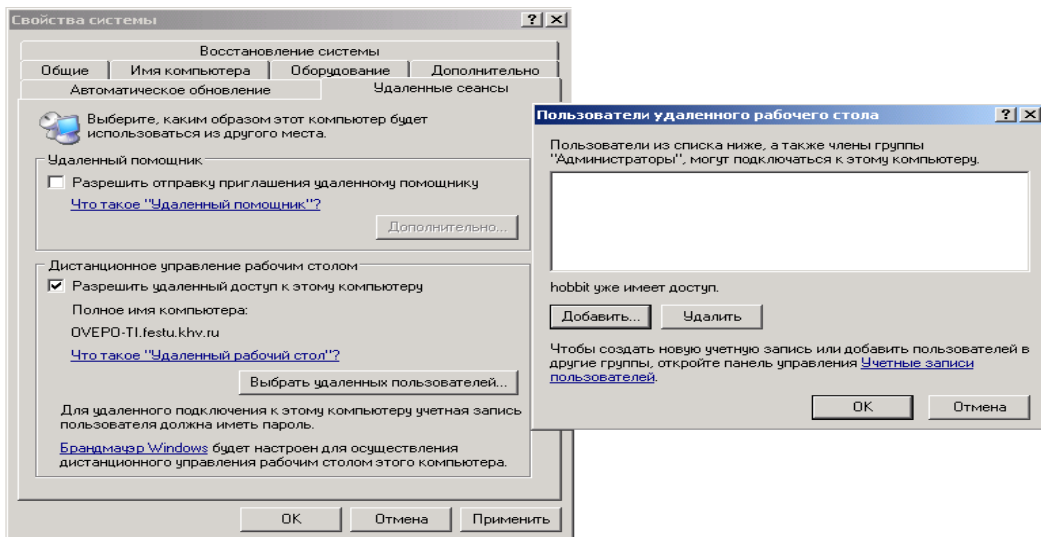 Свойства системы
Восстановление системы
Общие
Имя компьютера
Оборудование
Дополнительно
Автоматическое обновление
Удаленные сеансы
Выберите, каким образом этот компьютер будет
использоваться из другого места.
Удаленный помощник
Разрешить отправку приглашения удаленному помощнику
Что такое "Удаленный помощник"?
Дополнительно...
Дистанционное управление рабочим столом
Разрешить удаленный доступ к этому компьютеру
Полное имя компьютера:
OVEPO-TI.festu.khv.ru
Что такое "Удаленный рабочий стол"?
Выбрать удаленных пользователей...
Для удаленного подключения к этому компьютеру учетная запись
пользователя должна иметь пароль.
Брандмауэр Windows будет настроен для осуществления
дистанционного управления рабочим столом этого компьютера.
OK
Отмена
Применить
Пользователи удаленного рабочего стола
Пользователи из списка ниже, а также члены группы
"Администраторы", могут подключаться к этому компьютеру.
hobbit уже имеет доступ.
Добавить...
Удалить
Чтобы создать новую учетную запись или добавить пользователей в
другие группы, откройте панель управления Учетные записи
пользователей.
OK
Отмена